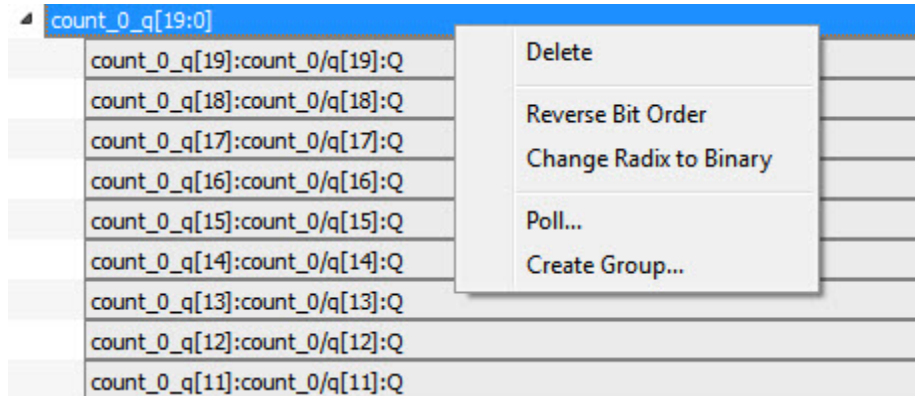 count_0_q[19:0]
count_0_q[19]:count_0/q[19]:Q
count_0_q[18]:count_0/q[18]:Q
count_0_q[17]:count_0/q[17]:Q
count_0_q[16]:count_0/q[16]:Q
count_0_q[15]:count_0/q[15]:Q
count_0_q[14]:count_0/q[14]:Q
count_0_q[13]:count_0/q[13]:Q
count_0_q[12]:count_0/q[12]:Q
count_0_q[11]:count_0/q[11]:Q
Delete
Reverse Bit Order
Change Radix to Binary
Poll...
Create Group...